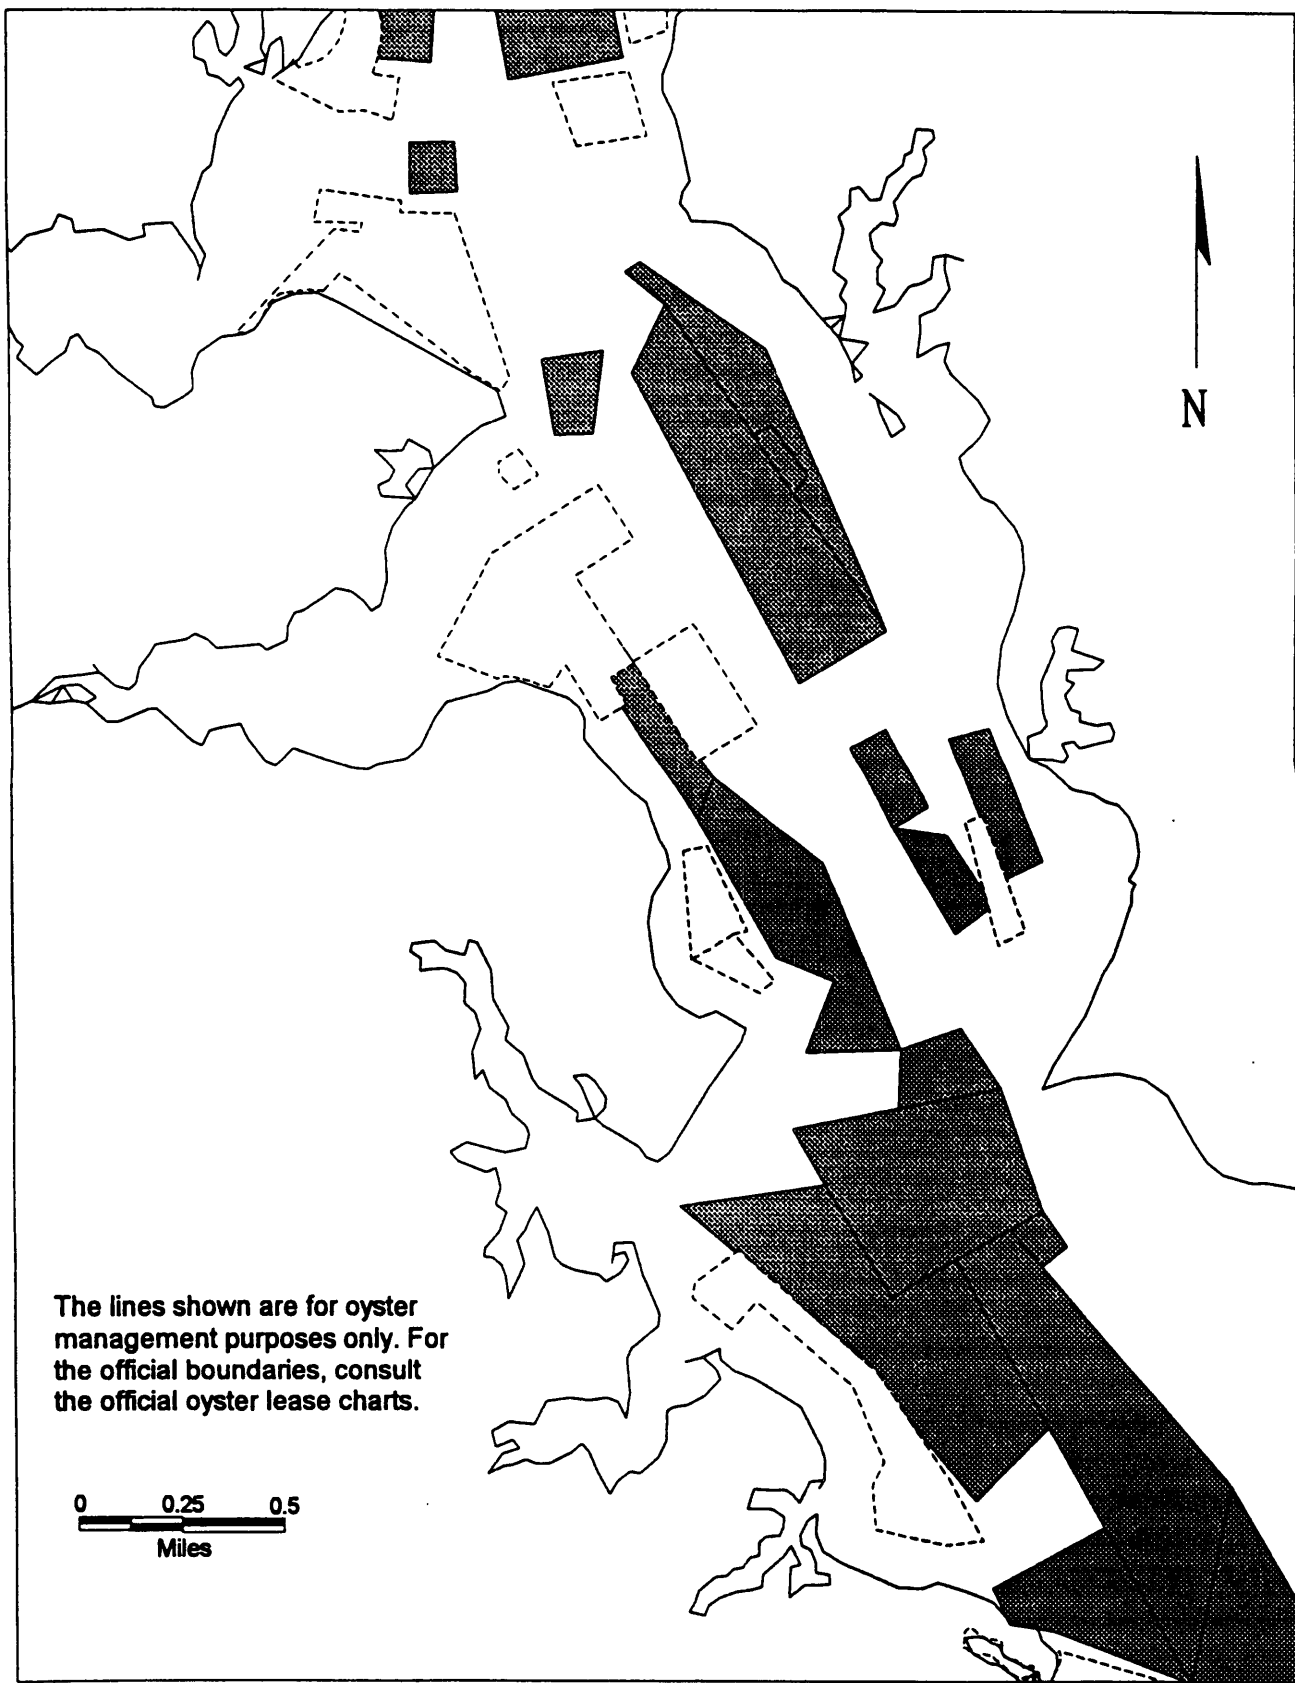 N
The lines shown are for oyster
management purposes only. For
the official boundaries, consult
the official oyster lease charts.
0 0.25 0.5
Miles